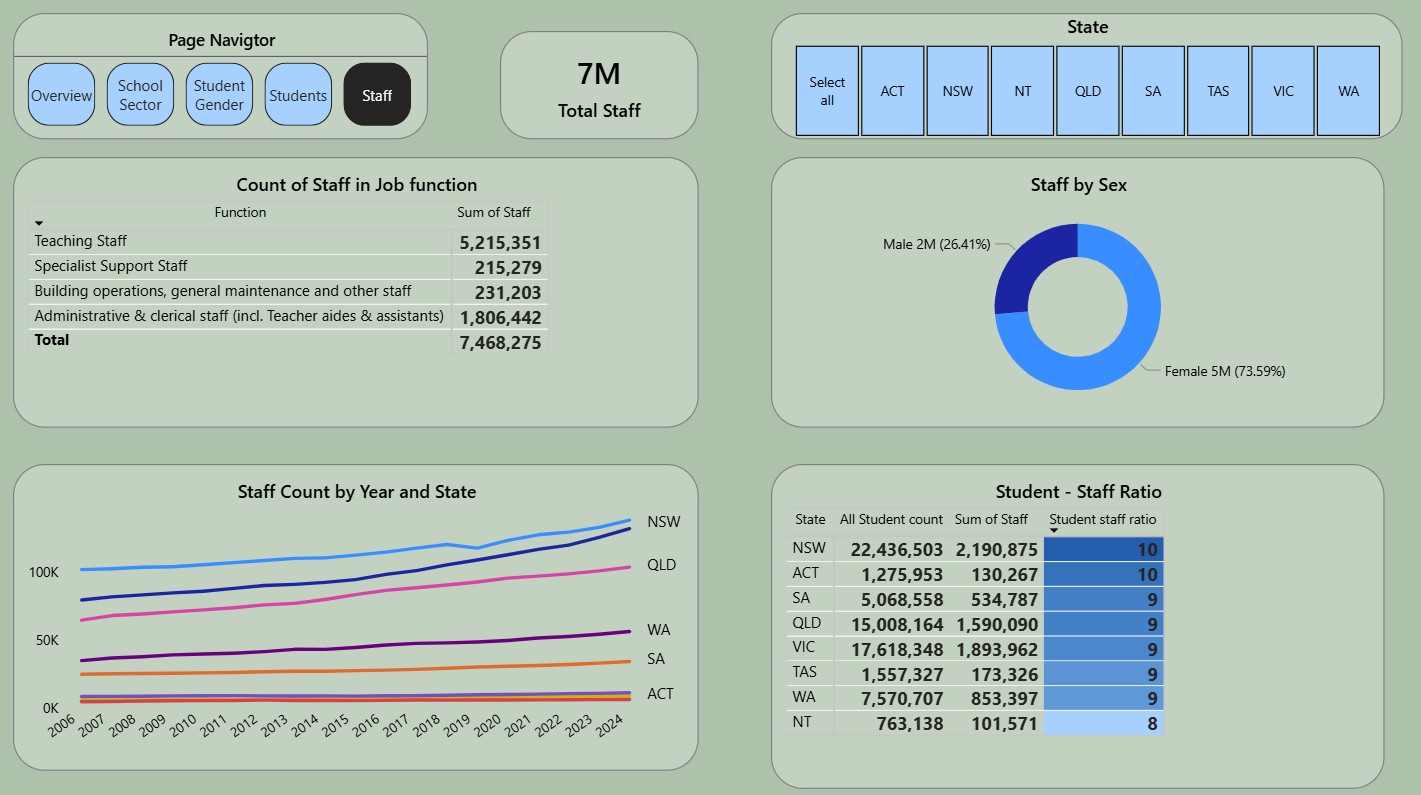 Page Navigtor
Overview
School
Sector
Student
Gender
Students
Staff
7M
Total Staff
State
Select
all
ACT
NSW
NT
QLD
SA
TAS
VIC
WA
Count of Staff in Job function
Function Sum of Staff
Teaching Staff 5,215,351
Specialist Support Staff 215,279
Building operations, general maintenance and other staff 231,203
Administrative & clerical staff (incl. Teacher aides & assistants) 1,806,442
Total 7,468,275
Staff by Sex
Male 2M (26.41%)
Female 5M (73.59%)
Staff Count by Year and State
NSW
QLD
100K
WA
50K
SA
ACT
0K
2006 2007 2008 2009 2010 2011 2012 2013 2014 2015 2016 2017 2018 2019 2020 2021 2022 2023 2024
Student - Staff Ratio
State All Student count Sum of Staff Student staff ratio
NSW 22,436,503 2,190,875 10
ACT 1,275,953 130,267 10
SA 5,068,558 534,787 9
QLD 15,008,164 1,590,090 9
VIC 17,618,348 1,893,962 9
TAS 1,557,327 173,326 9
WA 7,570,707 853,397 9
NT 763,138 101,571 8